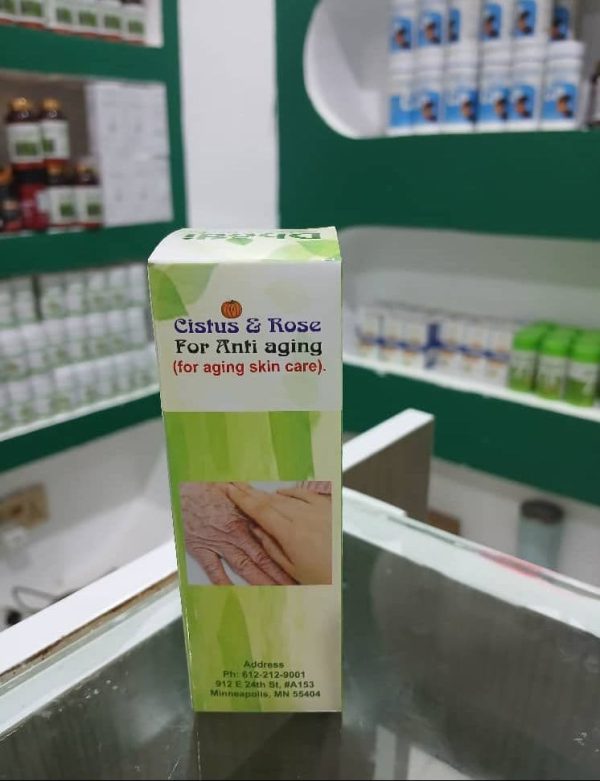 Cistus & Rose
For Anti aging
(for aging skin care).
Address
Ph: 612-212-9001
912 E 24th St, #A153
Minneapolis, MN 55404